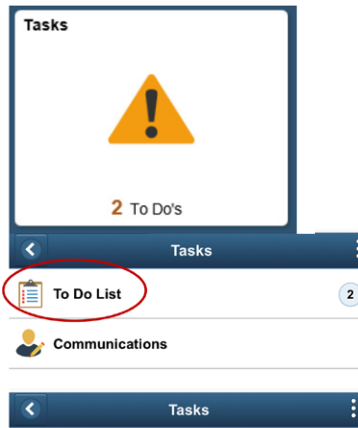 Tasks
2 To Do's
Tasks
To Do List 2
Communications
Tasks